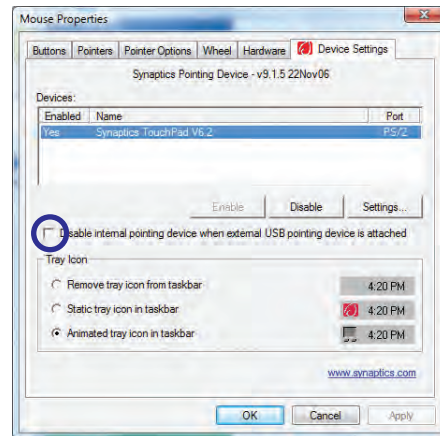 Mouse Properties
Buttons Pointers Pointer Options Wheel Hardware Device Settings
Synaptics Pointing Device - v9.1.5 22Nov06
Devices:
Enabled Name Port
Yes Synaptics TouchPad V6.2 PS/2
Enable Disable Settings...
Disable internal pointing device when external USB pointing device is attached
Tray Icon
Remove tray icon from taskbar 4:20 PM
Static tray icon in taskbar 4:20 PM
Animated tray icon in taskbar 4:20 PM
www.synaptics.com
OK Cancel Apply